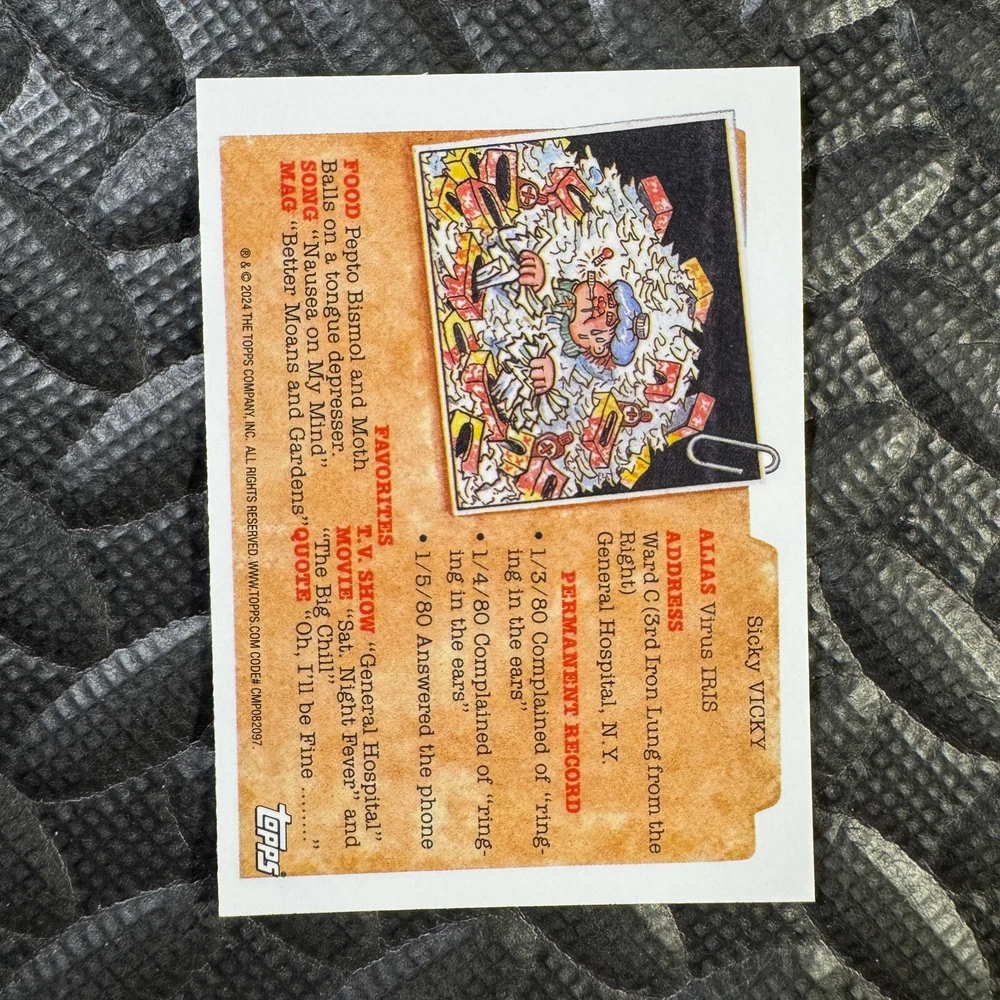 Sicky VICKY
ALIAS Virus IRIS
ADDRESS
Ward C (3rd Iron Lung from the
Right)
General Hospital, N.Y.
PERMANENT RECORD
• 1/3/80 Complained of "ring-
ing in the ears"
• 1/4/80 Complained of "ring-
ing in the ears"
• 1/5/80 Answered the phone
FAVORITES
FOOD Pepto Bismol and Moth
Balls on a tongue depresser.
SONG "Nausea on My Mind"
MAG "Better Moans and Gardens"
T.V. SHOW "General Hospital"
MOVIE "Sat. Night Fever" and
"The Big Chill"
QUOTE "Oh, I'll be Fine ........"
® & © 2024 THE TOPPS COMPANY, INC. ALL RIGHTS RESERVED. WWW.TOPPS.COM CODE# CMP082097.
topps®